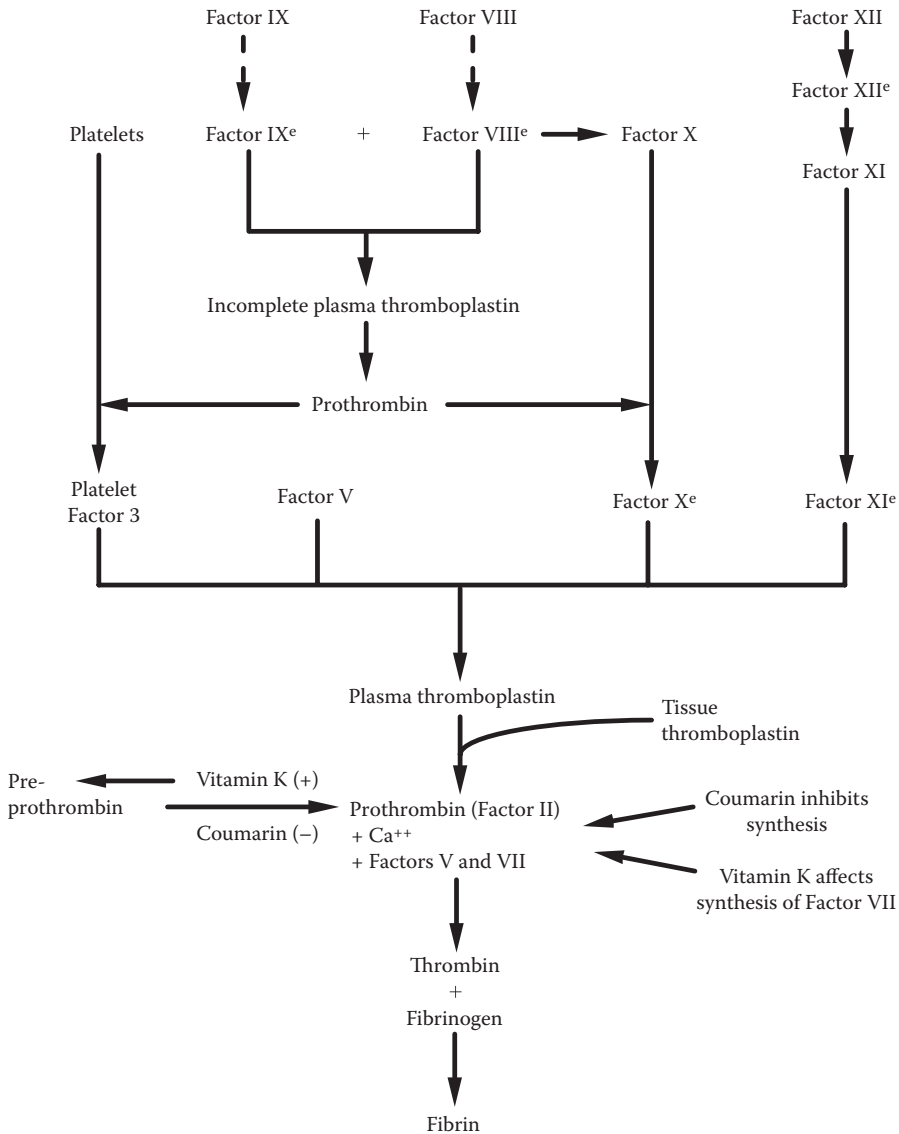 Factor IX
Factor VIII
Factor XII
Factor XIIᵉ
Platelets
Factor IXᵉ
+
Factor VIIIᵉ
Factor X
Factor XI
Incomplete plasma thromboplastin
Prothrombin
Platelet
Factor 3
Factor V
Factor Xᵉ
Factor XIᵉ
Plasma thromboplastin
Tissue
thromboplastin
Pre-
prothrombin
Vitamin K (+)
Coumarin (–)
Prothrombin (Factor II)
+ Ca⁺⁺
+ Factors V and VII
Coumarin inhibits
synthesis
Vitamin K affects
synthesis of Factor VII
Thrombin
+
Fibrinogen
Fibrin